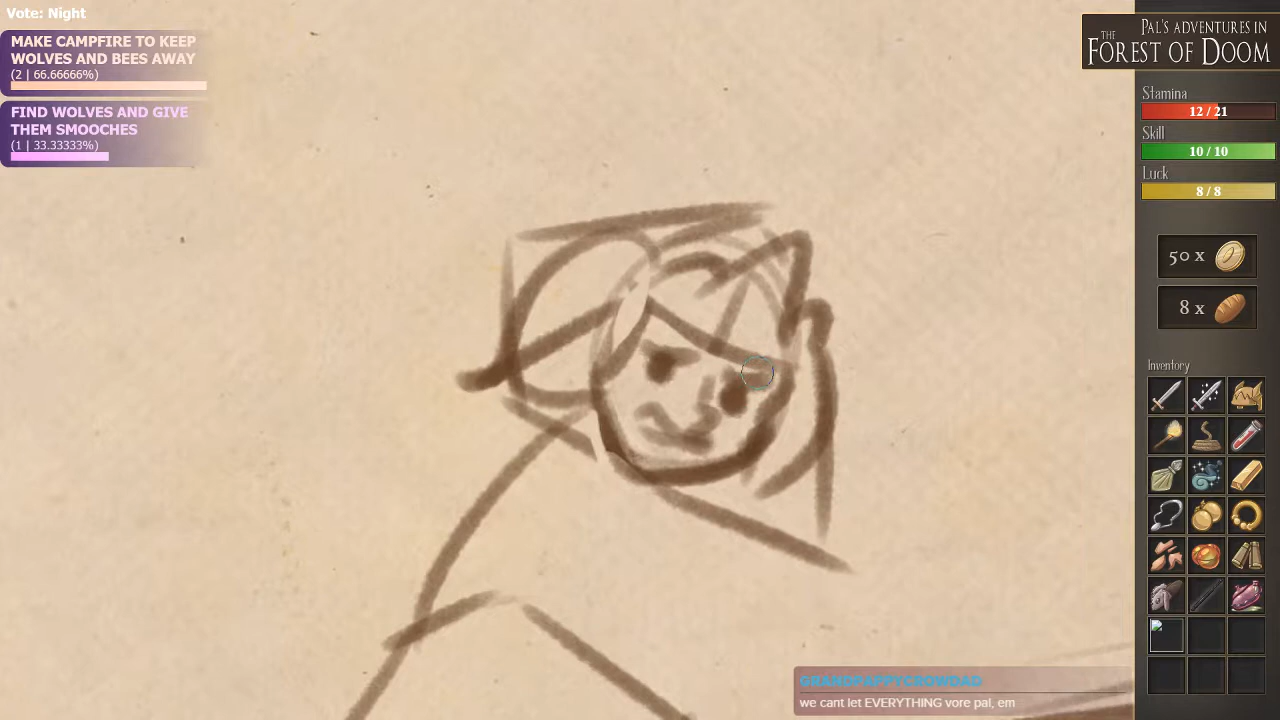 Vote: Night
MAKE CAMPFIRE TO KEEP
WOLVES AND BEES AWAY
(2 | 66.66666%)
FIND WOLVES AND GIVE
THEM SMOOCHES
(1 | 33.33333%)
PAL'S ADVENTURES IN
THE FOREST OF DOOM
Stamina
12 / 21
Skill
10 / 10
Luck
8 / 8
50 x
8 x
Inventory
GRANDPAPPYCROWDAD
we cant let EVERYTHING vore pal, em